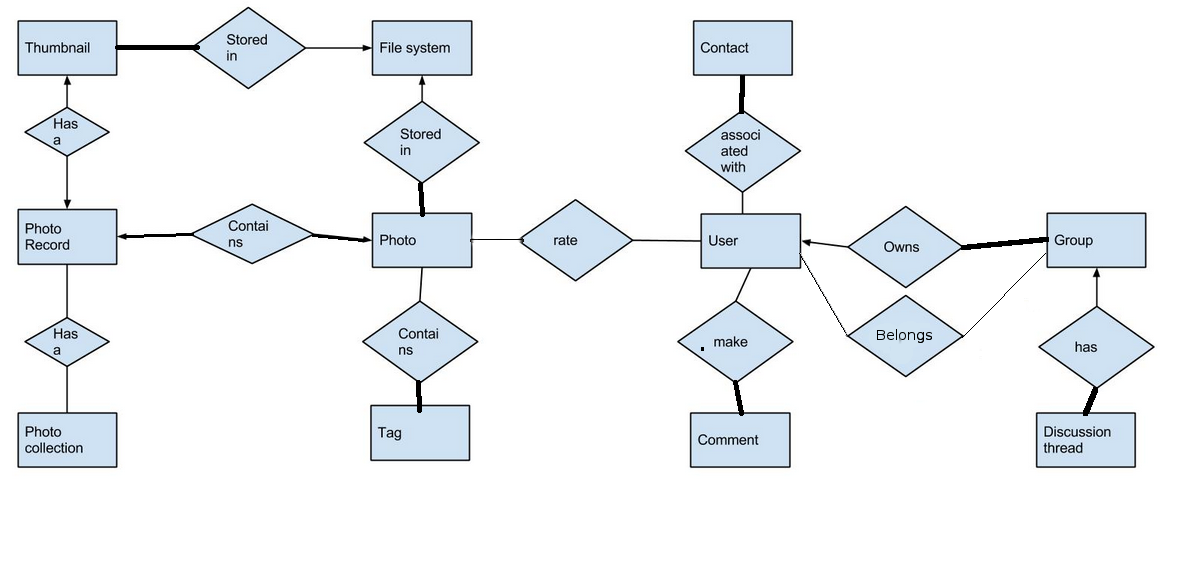 Thumbnail
Stored
in
File system
Contact
Has
a
Stored
in
associ
ated
with
Photo
Record
Contai
ns
Photo
rate
User
Owns
Group
Has
a
Contai
ns
make
Belongs
has
Photo
collection
Tag
Comment
Discussion
thread